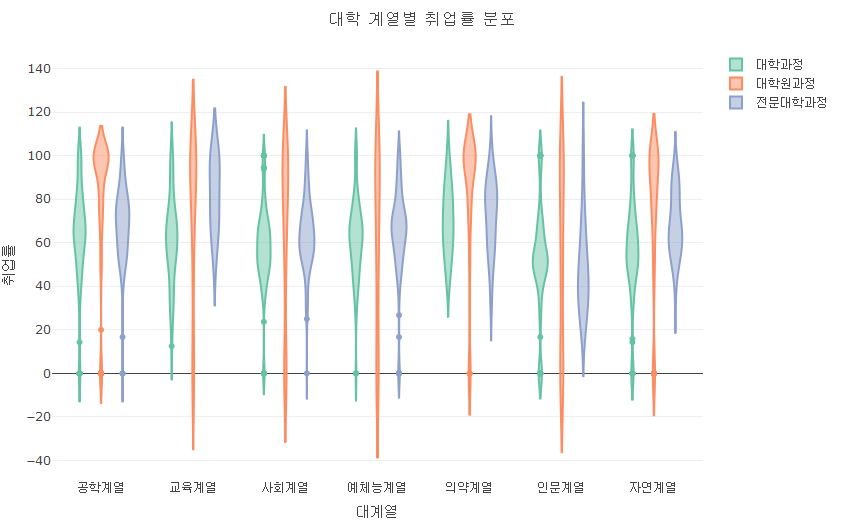 대학 계열별 취업률 분포
대학과정
대학원과정
전문대학과정
취업률
140
120
100
80
60
40
20
0
−20
−40
공학계열 교육계열 사회계열 예체능계열 의약계열 인문계열 자연계열
대계열